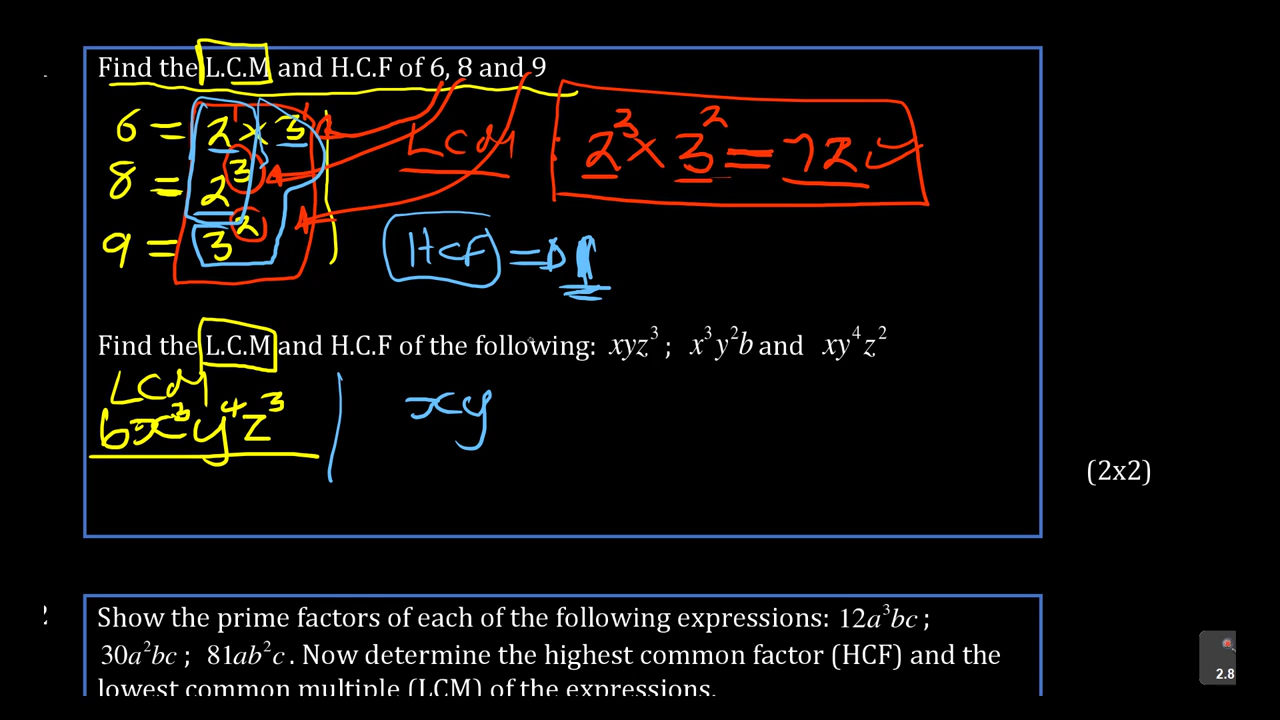 Find the L.C.M and H.C.F of 6, 8 and 9
6 = 2¹ x 3¹
8 = 2³
9 = 3²
LCM
2³ x 3² = 72
HCF = 1
Find the L.C.M and H.C.F of the following: xyz³ ; x³y²b and xy⁴z²
LCM
bx³y⁴z³
xy
(2x2)
Show the prime factors of each of the following expressions: 12a³bc ;
30a²bc ; 81ab²c . Now determine the highest common factor (HCF) and the
lowest common multiple (LCM) of the expressions.
2.8